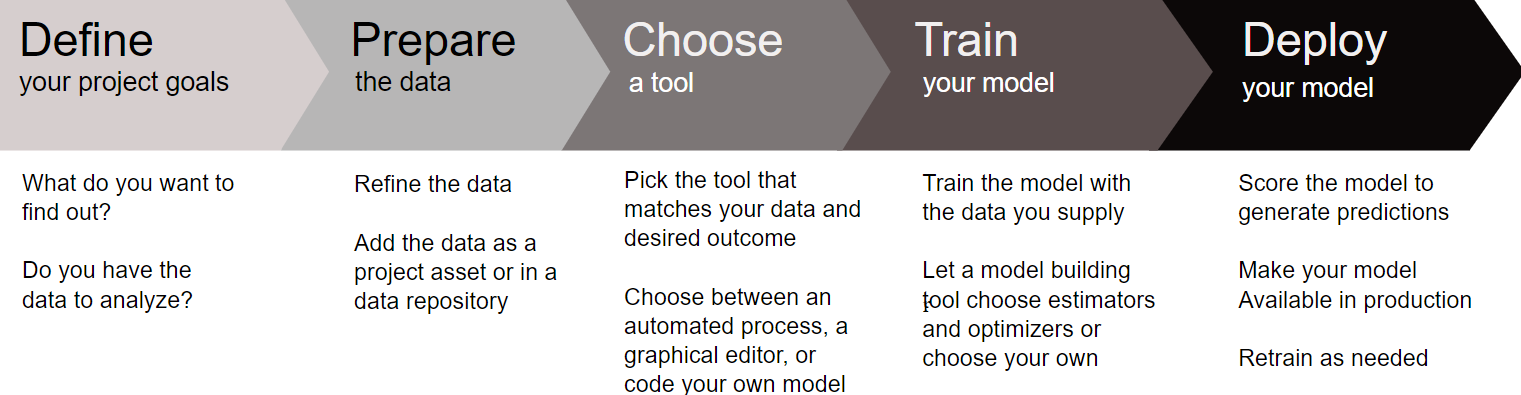 Define
your project goals
What do you want to
find out?
Do you have the
data to analyze?
Prepare
the data
Refine the data
Add the data as a
project asset or in a
data repository
Choose
a tool
Pick the tool that
matches your data and
desired outcome
Choose between an
automated process, a
graphical editor, or
code your own model
Train
your model
Train the model with
the data you supply
Let a model building
tool choose estimators
and optimizers or
choose your own
Deploy
your model
Score the model to
generate predictions
Make your model
Available in production
Retrain as needed